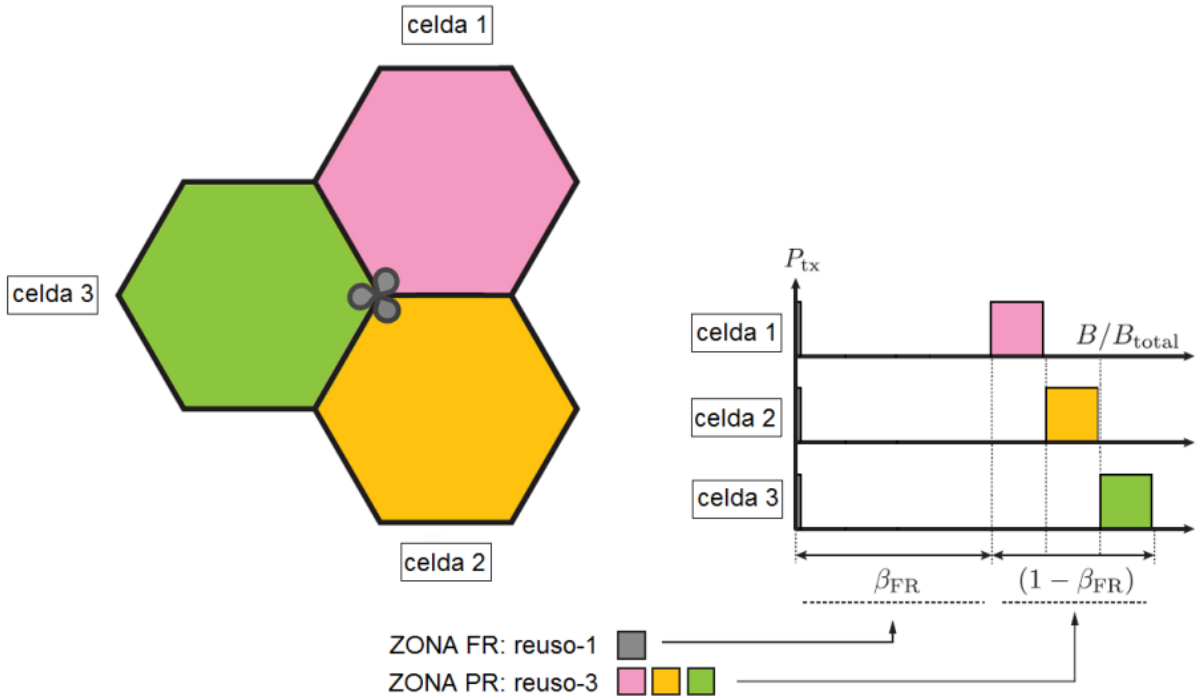 celda 1
celda 3
celda 2
P_tx
celda 1
B/B_total
celda 2
celda 3
β_FR
(1 − β_FR)
ZONA FR: reuso-1
ZONA PR: reuso-3